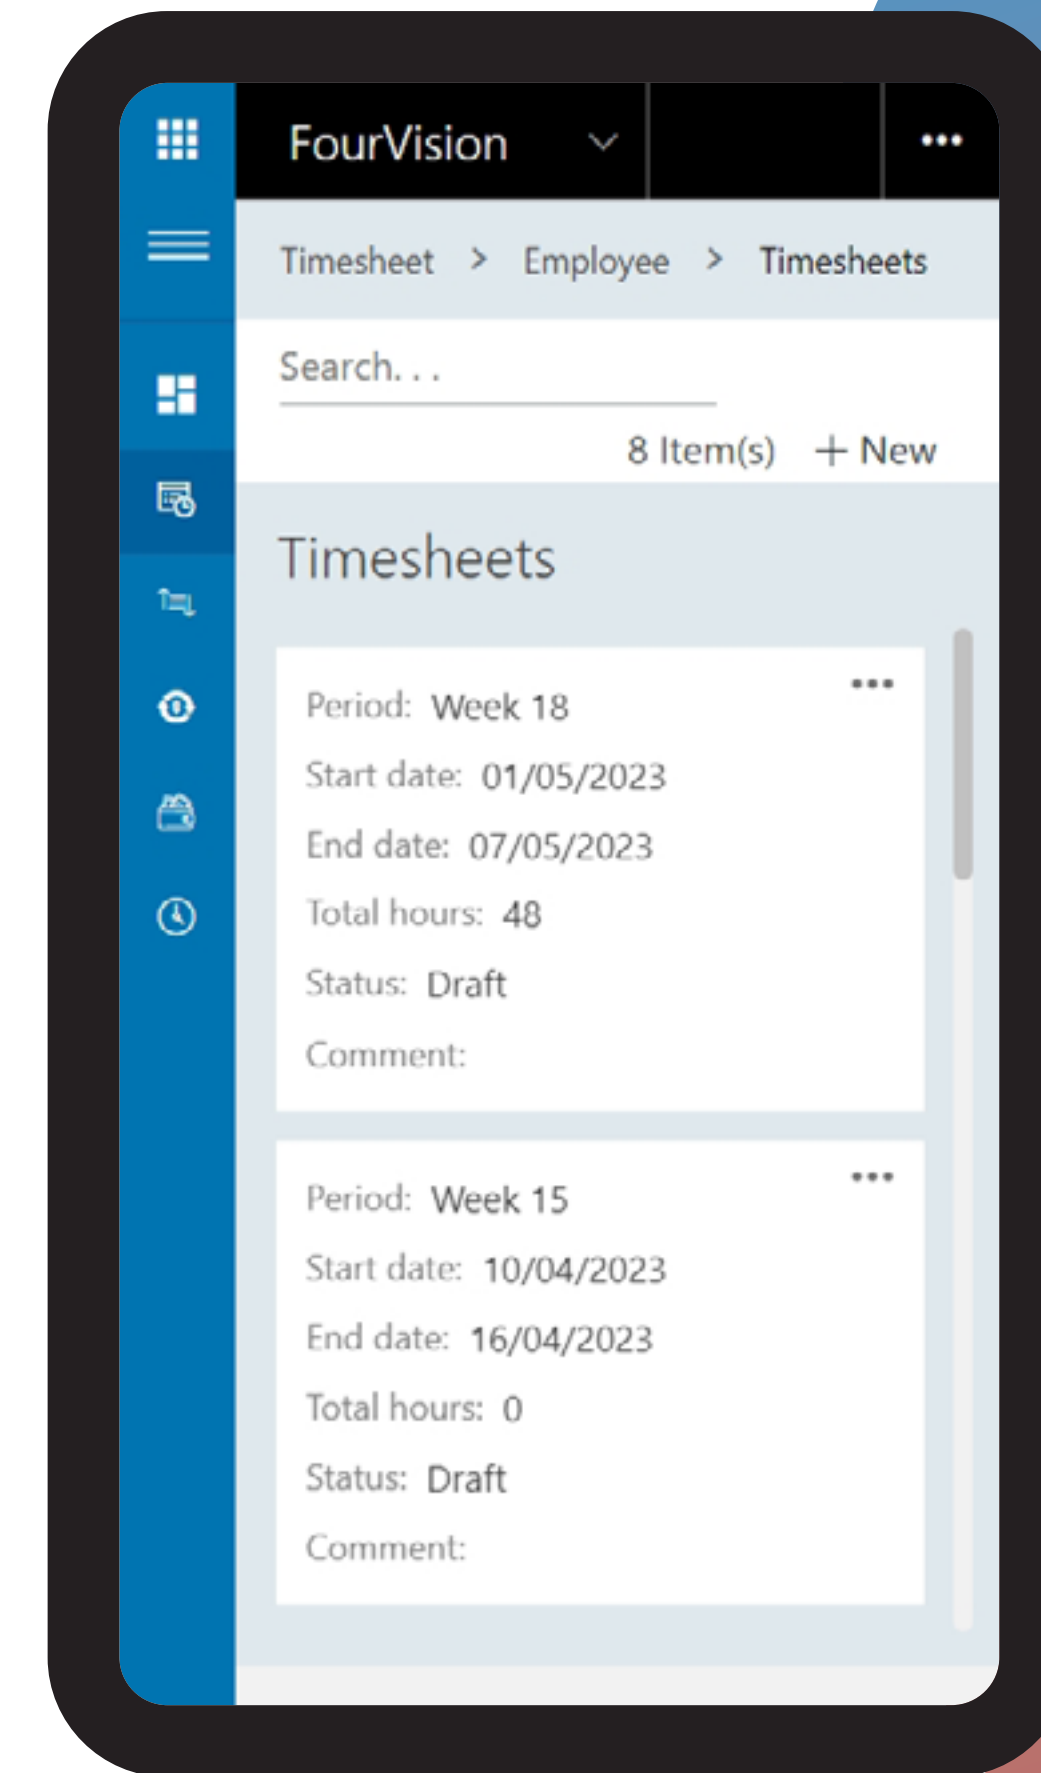 FourVision
Timesheet > Employee > Timesheets
Search. . .
8 Item(s) + New
Timesheets
Period: Week 18
Start date: 01/05/2023
End date: 07/05/2023
Total hours: 48
Status: Draft
Comment:
Period: Week 15
Start date: 10/04/2023
End date: 16/04/2023
Total hours: 0
Status: Draft
Comment: